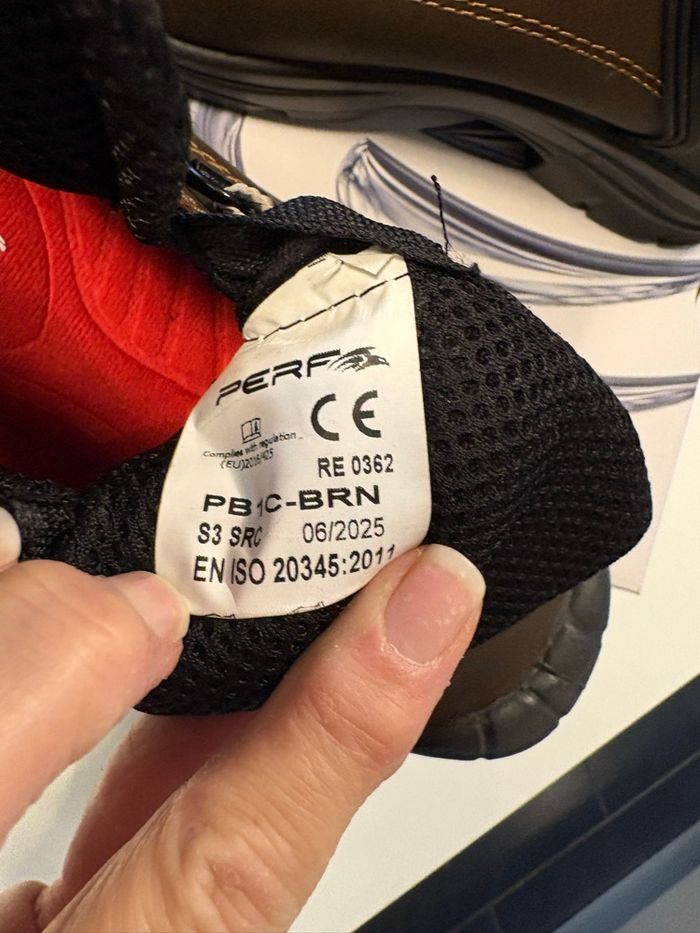 PERF
CE
Complies with regulation
(EU)2016/425
RE 0362
PB1C-BRN
S3 SRC 06/2025
EN ISO 20345:2011